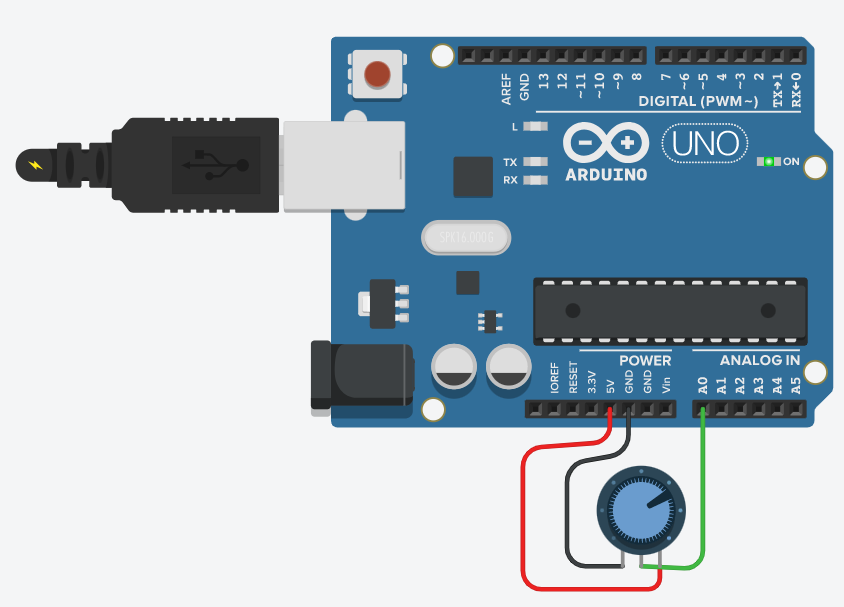 AREF
GND
13
12
~11
~10
~9
8
7
~6
~5
4
~3
2
TX→1
RX←0
DIGITAL (PWM~)
L
TX
RX
ARDUINO
UNO
ON
SPK16.000G
POWER
ANALOG IN
IOREF
RESET
3.3V
5V
GND
GND
Vin
A0
A1
A2
A3
A4
A5